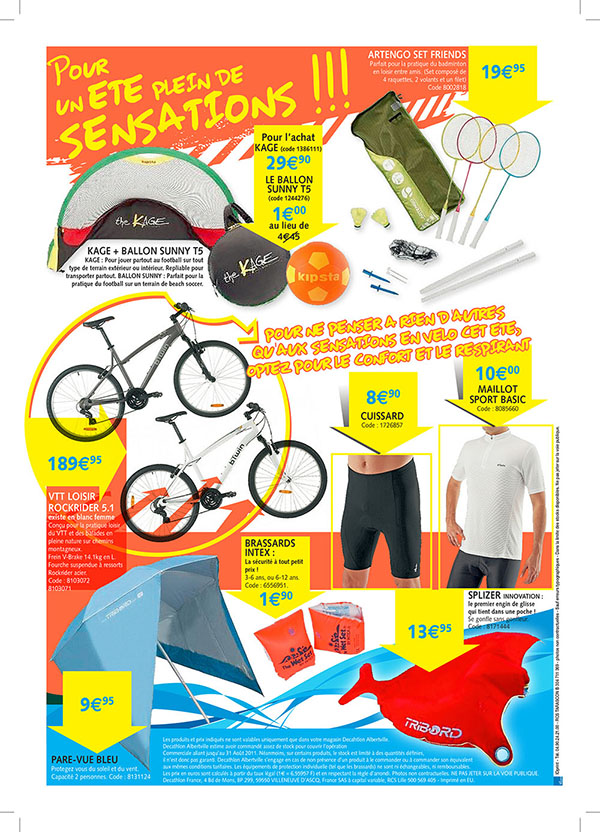 POUR
UN ETE PLEIN DE
SENSATIONS !!!
ARTENGO SET FRIENDS
Parfait pour la pratique du badminton
en loisir entre amis. (Set composé de
4 raquettes, 2 volants et un filet)
Code 8002818
19€95
Pour l'achat
KAGE (code 1386111)
29€90
LE BALLON
SUNNY T5
(code 1244276)
1€00
au lieu de
4€45
kipsta
the KAGE
the KAGE
kipsta
KAGE + BALLON SUNNY T5
KAGE : Pour jouer partout au football sur tout
type de terrain extérieur ou intérieur. Repliable pour
transporter partout. BALLON SUNNY : Parfait pour la
pratique du football sur un terrain de beach soccer.
POUR NE PENSER A RIEN D'AUTRES
QU'AUX SENSATIONS EN VELO CET ETE,
OPTEZ POUR LE CONFORT ET LE RESPIRANT
10€00
MAILLOT
SPORT BASIC
Code : 8085660
8€90
CUISSARD
Code : 1726857
btwin
189€95
VTT LOISIR
ROCKRIDER 5.1
existe en blanc femme
Conçu pour la pratique loisir
du VTT et des balades en
pleine nature sur chemins
montagneux.
Frein V-Brake 14.1kg en L.
Fourche suspendue à ressorts
Rockrider acier.
Code : 8103072
8103071
BRASSARDS
INTEX :
La sécurité à tout petit
prix !
3-6 ans, ou 6-12 ans.
Code : 6556951.
1€90
The Wet Set
SPLIZER INNOVATION :
le premier engin de glisse
qui tient dans une poche !
Se gonfle sans gonfleur.
Code : 8171444
13€95
TRIBORD
TRIBORD
9€95
PARE-VUE BLEU
Protegez vous du soleil et du vent.
Capacité 2 personnes. Code : 8131124
Les produits et prix indiqués ne sont valables uniquement que dans votre magasin Decathlon Albertville.
Decathlon Albertville estime avoir commandé assez de stock pour couvrir l'opération
Commerciale allant jusqu'au 31 Août 2011. Néanmoins, sur certains produits, le stock est limité à des quantités définies,
il n'est donc pas garanti. Decathlon Albertville s'engage en cas de non présence d'un produit à le commander ou à commander son équivalent
aux mêmes conditions tarifaires. Les équipements de protection individuelle (tel que les brassards) ne sont ni échangeables, ni remboursables.
Les prix en euros sont calculés à partir du taux légal (1€ = 6,55957 F) et en respectant la règle d'arrondi. Photos non contractuelles. NE PAS JETER SUR LA VOIE PUBLIQUE.
Decathlon France, 4 Bd de Mons, BP 299, 59650 VILLENEUVE D'ASCQ, France SAS à capital variable, RCS Lille 500 569 405 - Imprimé en EU.